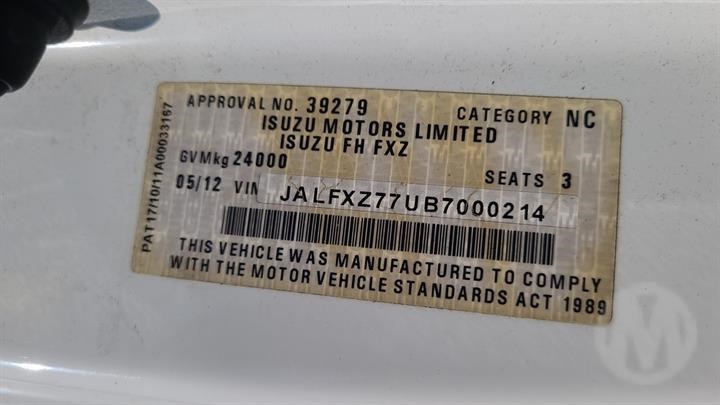 APPROVAL NO. 39279 CATEGORY NC
ISUZU MOTORS LIMITED
ISUZU FH FXZ
GVMkg 24000 SEATS 3
05/12 VIN JALFXZ77UB7000214
THIS VEHICLE WAS MANUFACTURED TO COMPLY
WITH THE MOTOR VEHICLE STANDARDS ACT 1989
PAT17/10/11A00033167
M